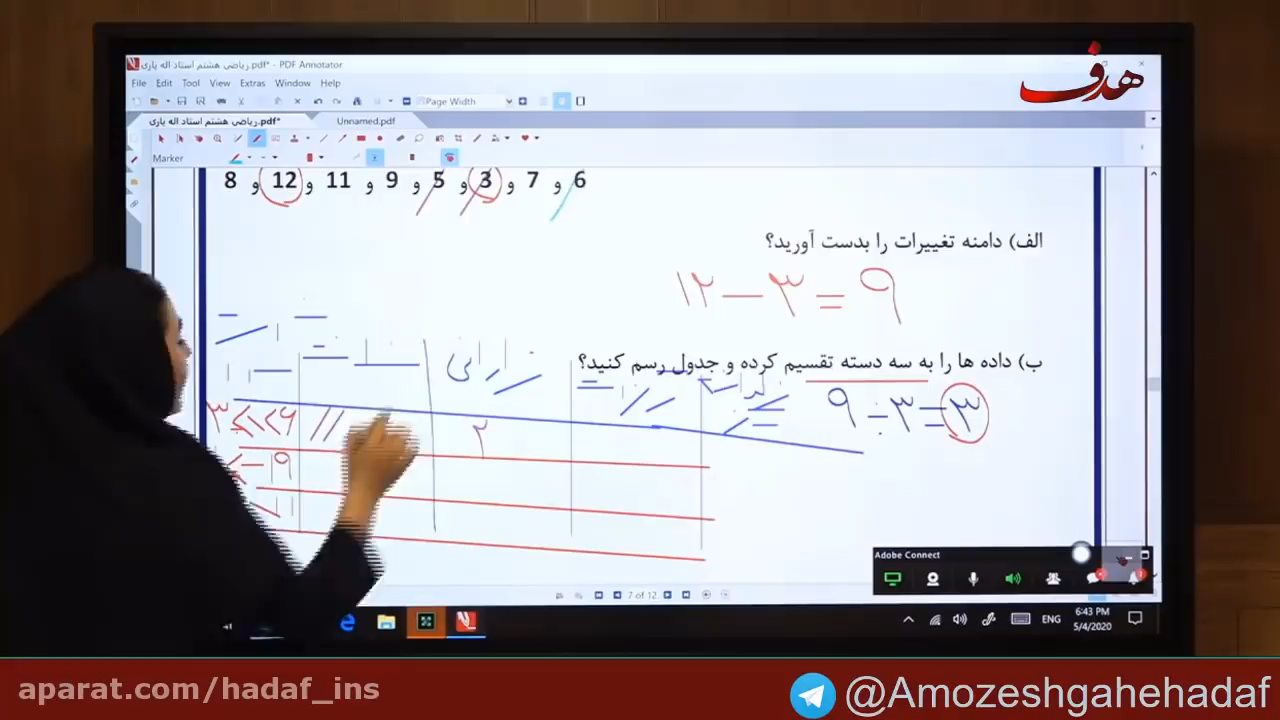 ریاضی هشتم استاد اله یاری.pdf* - PDF Annotator
هدف
File Edit Tool View Extras Window Help
Page Width
ریاضی هشتم استاد اله یاری.pdf* Unnamed.pdf
Marker
6 و 7 و 3 و 5 و 9 و 11 و 12 و 8
الف) دامنه تغییرات را بدست آورید؟
۱۲ - ۳ = ۹
ب) داده ها را به سه دسته تقسیم کرده و جدول رسم کنید؟
۹ ÷ ۳ = ۳
۲
Adobe Connect
7 of 12
ENG
6:43 PM
5/4/2020
aparat.com/hadaf_ins
@Amozeshgahehadaf